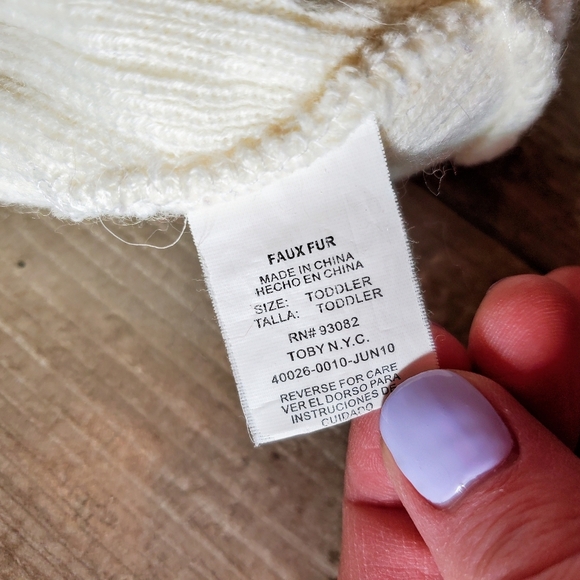 FAUX FUR
MADE IN CHINA
HECHO EN CHINA
SIZE: TODDLER
TALLA: TODDLER
RN# 93082
TOBY N.Y.C.
40026-0010-JUN10
REVERSE FOR CARE
VER EL DORSO PARA
INSTRUCIONES DE
CUIDADO